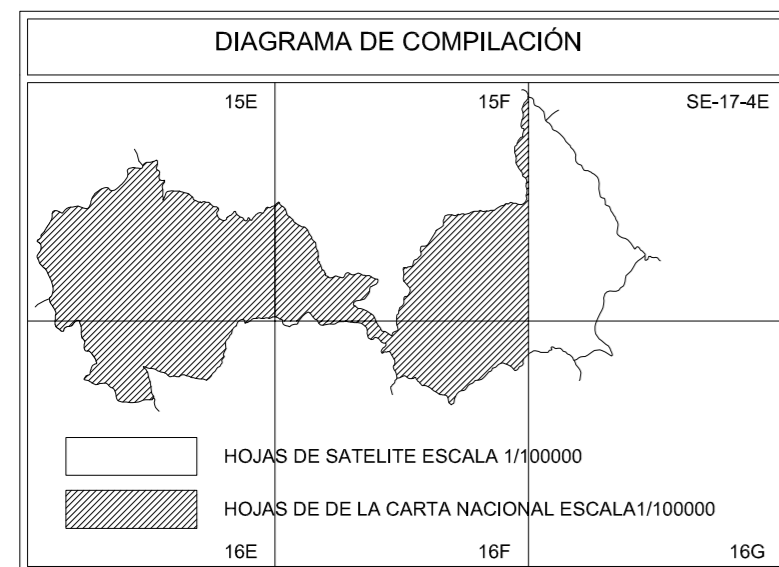 DIAGRAMA DE COMPILACIÓN
15E 15F SE-17-4E
HOJAS DE SATELITE ESCALA 1/100000
HOJAS DE DE LA CARTA NACIONAL ESCALA1/100000
16E 16F 16G